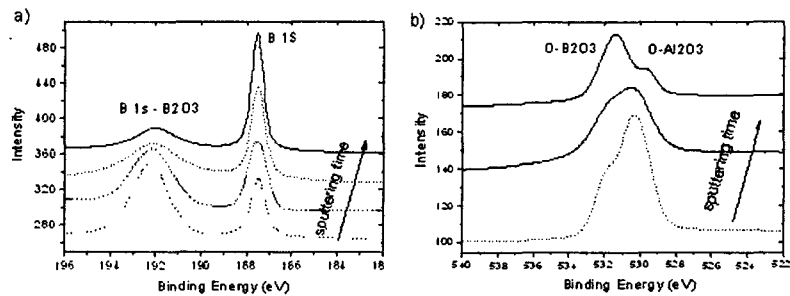 a)
B 1S
B 1s - B2O3
480
440
400
360
320
280
Intensity
sputtering time
196
194
192
190
188
186
184
18
Binding Energy (eV)
b)
O-B2O3
O-Al2O3
220
200
180
160
140
120
100
Intensity
sputtering time
540
538
536
534
532
530
528
526
524
522
Binding Energy (eV)